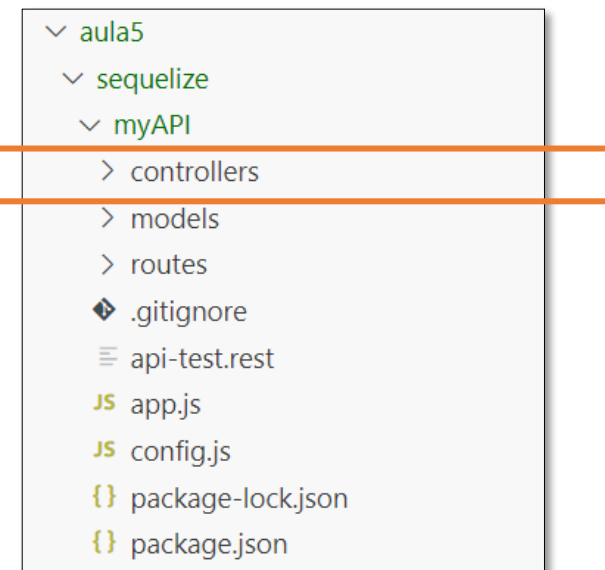 aula5
sequelize
myAPI
controllers
models
routes
.gitignore
api-test.rest
JS app.js
JS config.js
{} package-lock.json
{} package.json